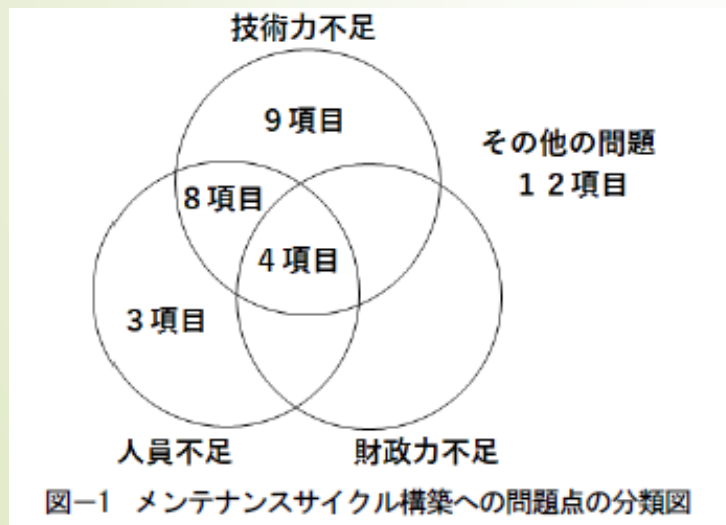 技術力不足
9項目
その他の問題
12項目
8項目
4項目
3項目
人員不足
財政力不足
図-1 メンテナンスサイクル構築への問題点の分類図